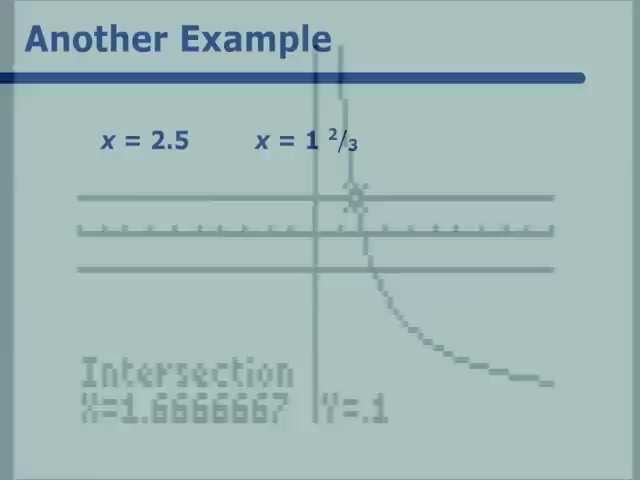 Another Example
x = 2.5 x = 1 2/3
Intersection
X=1.6666667 Y=.1